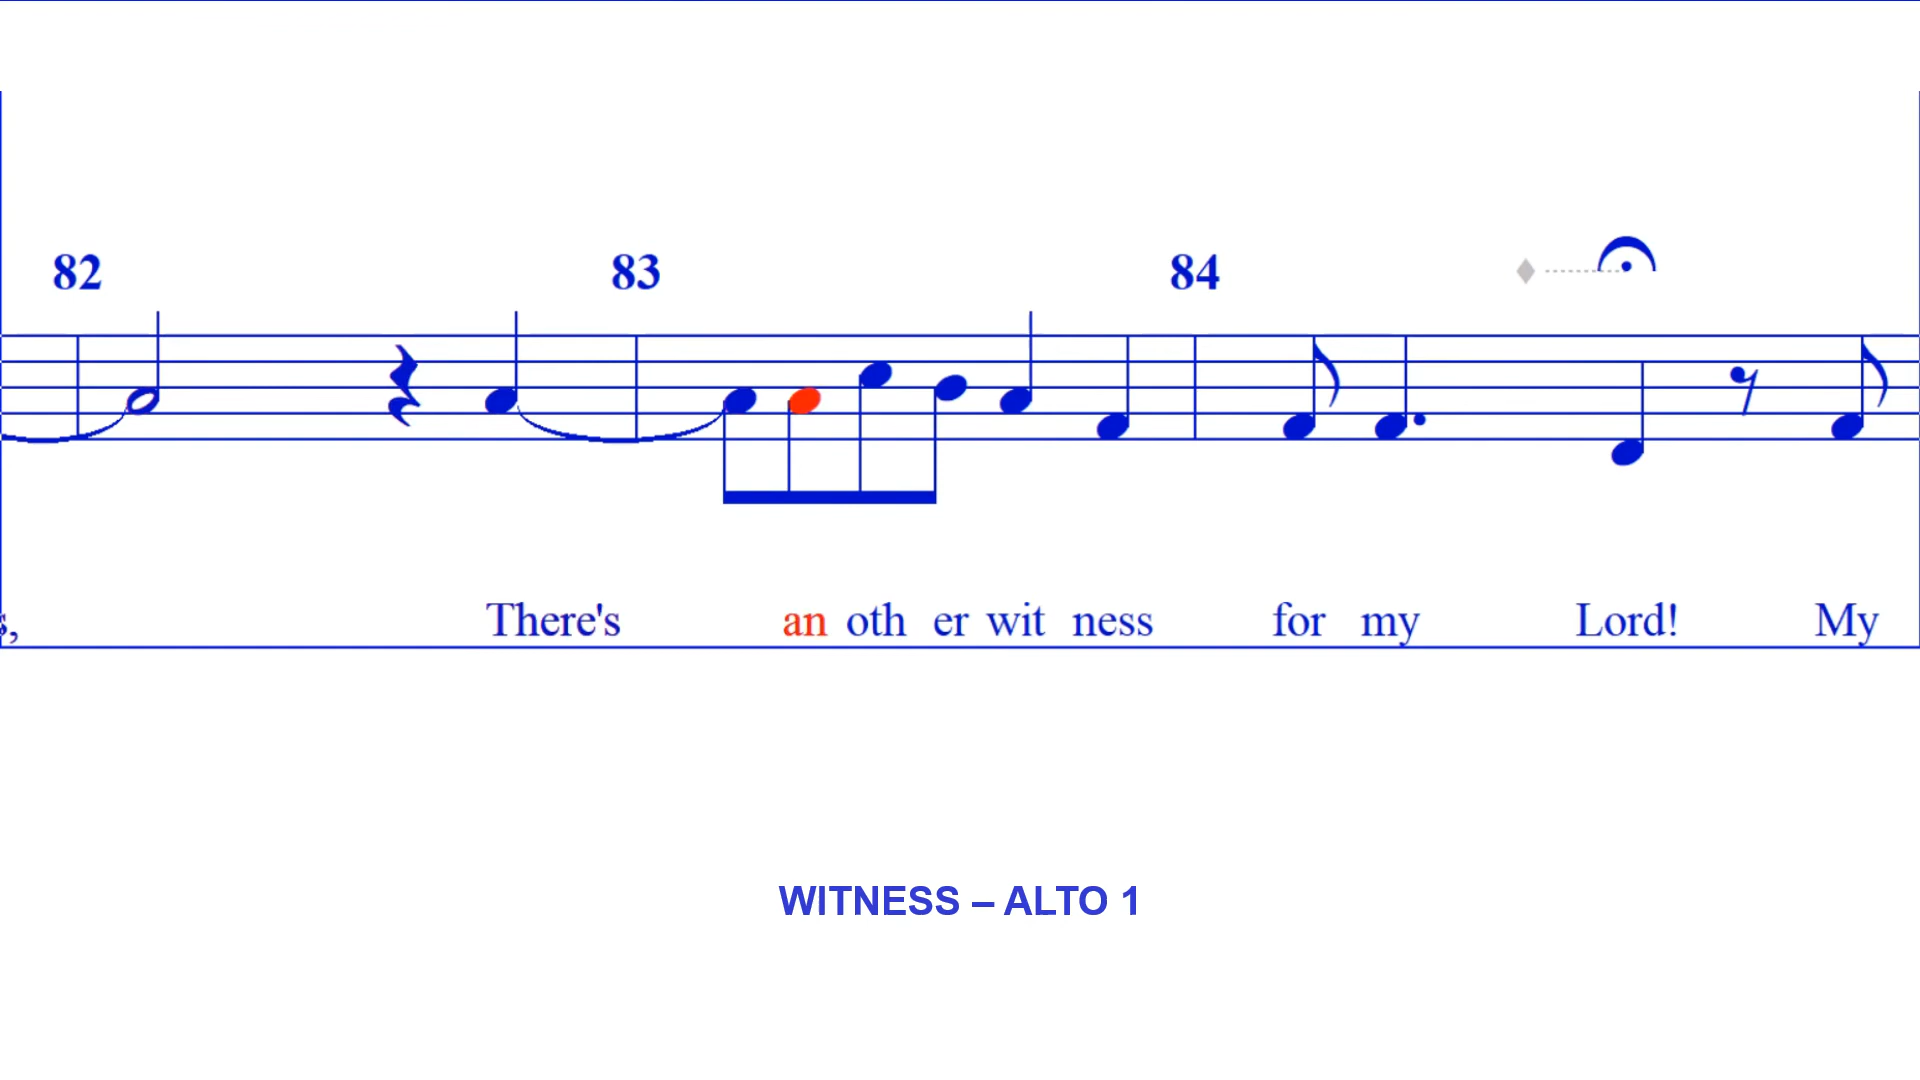 82 83 84
There's an oth er wit ness for my Lord! My
WITNESS – ALTO 1